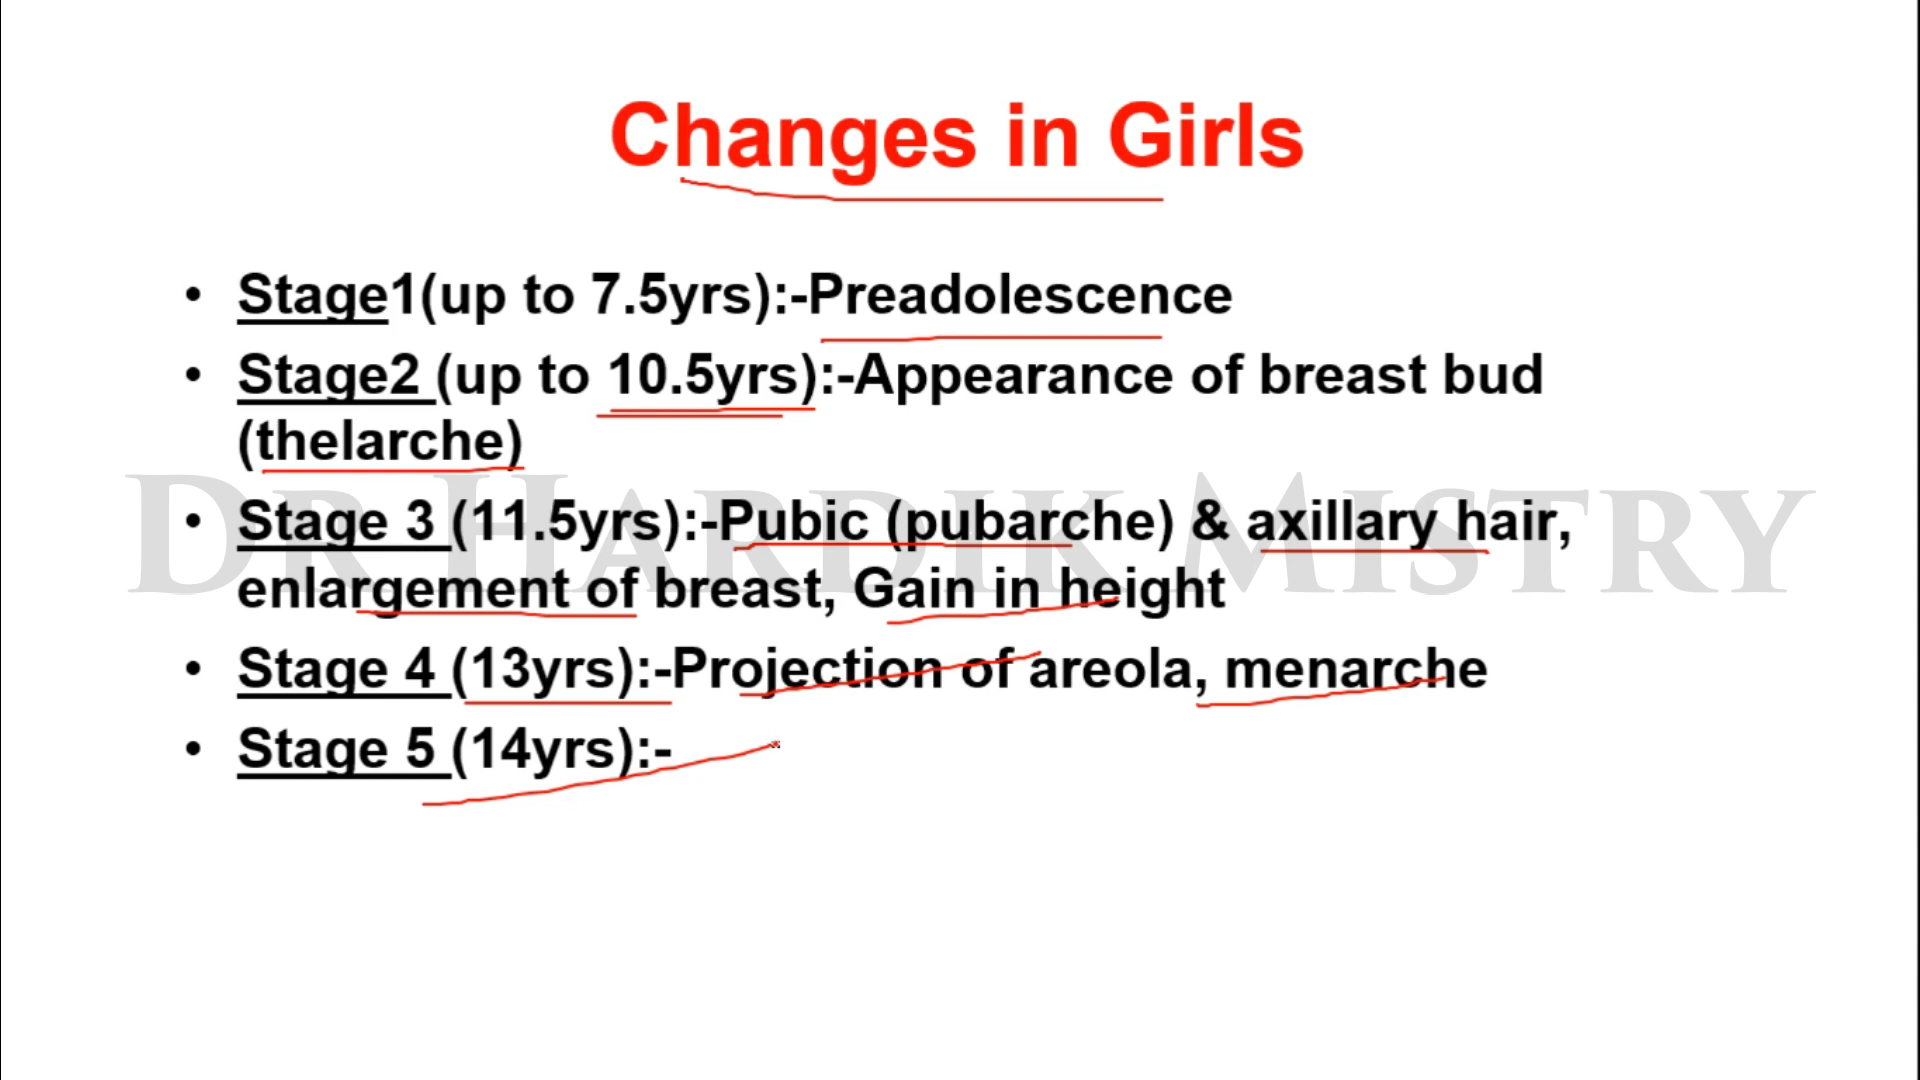 Changes in Girls
• Stage1(up to 7.5yrs):-Preadolescence
• Stage2 (up to 10.5yrs):-Appearance of breast bud
(thelarche)
• Stage 3 (11.5yrs):-Pubic (pubarche) & axillary hair,
enlargement of breast, Gain in height
• Stage 4 (13yrs):-Projection of areola, menarche
• Stage 5 (14yrs):-
DR HARDIK MISTRY